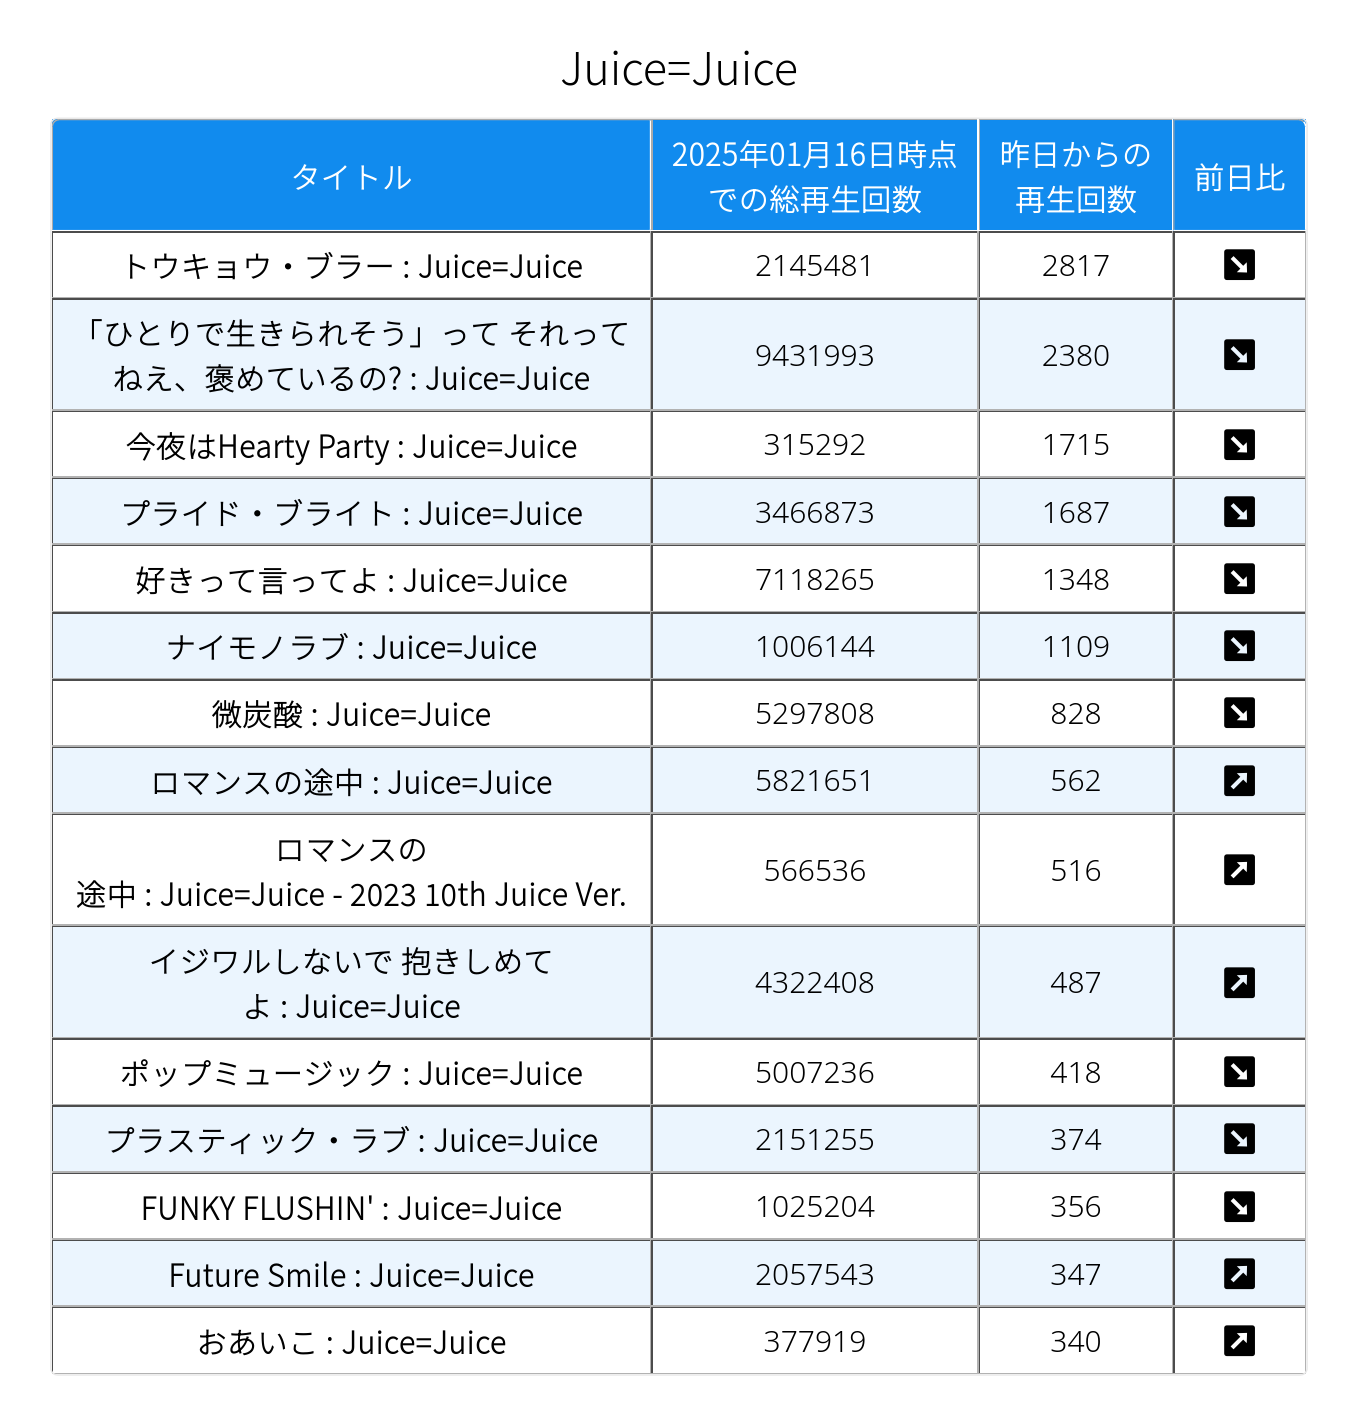 Juice=Juice
タイトル
2025年01月16日時点
での総再生回数
昨日からの
再生回数
前日比
トウキョウ・ブラー : Juice=Juice 2145481 2817 ↘
「ひとりで生きられそう」って それって
ねえ、褒めているの? : Juice=Juice 9431993 2380 ↘
今夜はHearty Party : Juice=Juice 315292 1715 ↘
プライド・ブライト : Juice=Juice 3466873 1687 ↘
好きって言ってよ : Juice=Juice 7118265 1348 ↘
ナイモノラブ : Juice=Juice 1006144 1109 ↘
微炭酸 : Juice=Juice 5297808 828 ↘
ロマンスの途中 : Juice=Juice 5821651 562 ↗
ロマンスの
途中 : Juice=Juice - 2023 10th Juice Ver. 566536 516 ↗
イジワルしないで 抱きしめて
よ : Juice=Juice 4322408 487 ↗
ポップミュージック : Juice=Juice 5007236 418 ↘
プラスティック・ラブ : Juice=Juice 2151255 374 ↘
FUNKY FLUSHIN' : Juice=Juice 1025204 356 ↘
Future Smile : Juice=Juice 2057543 347 ↗
おあいこ : Juice=Juice 377919 340 ↗